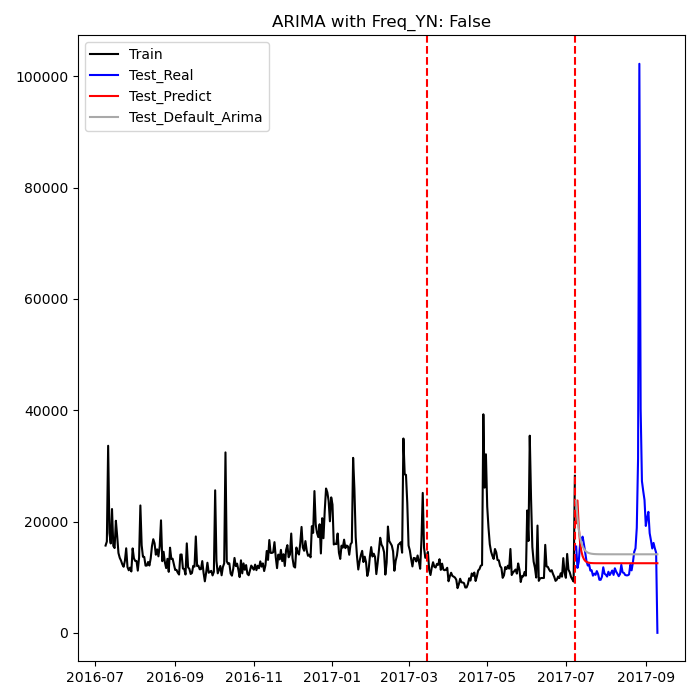 ARIMA with Freq_YN: False
Train
Test_Real
Test_Predict
Test_Default_Arima
100000
80000
60000
40000
20000
0
2016-07 2016-09 2016-11 2017-01 2017-03 2017-05 2017-07 2017-09